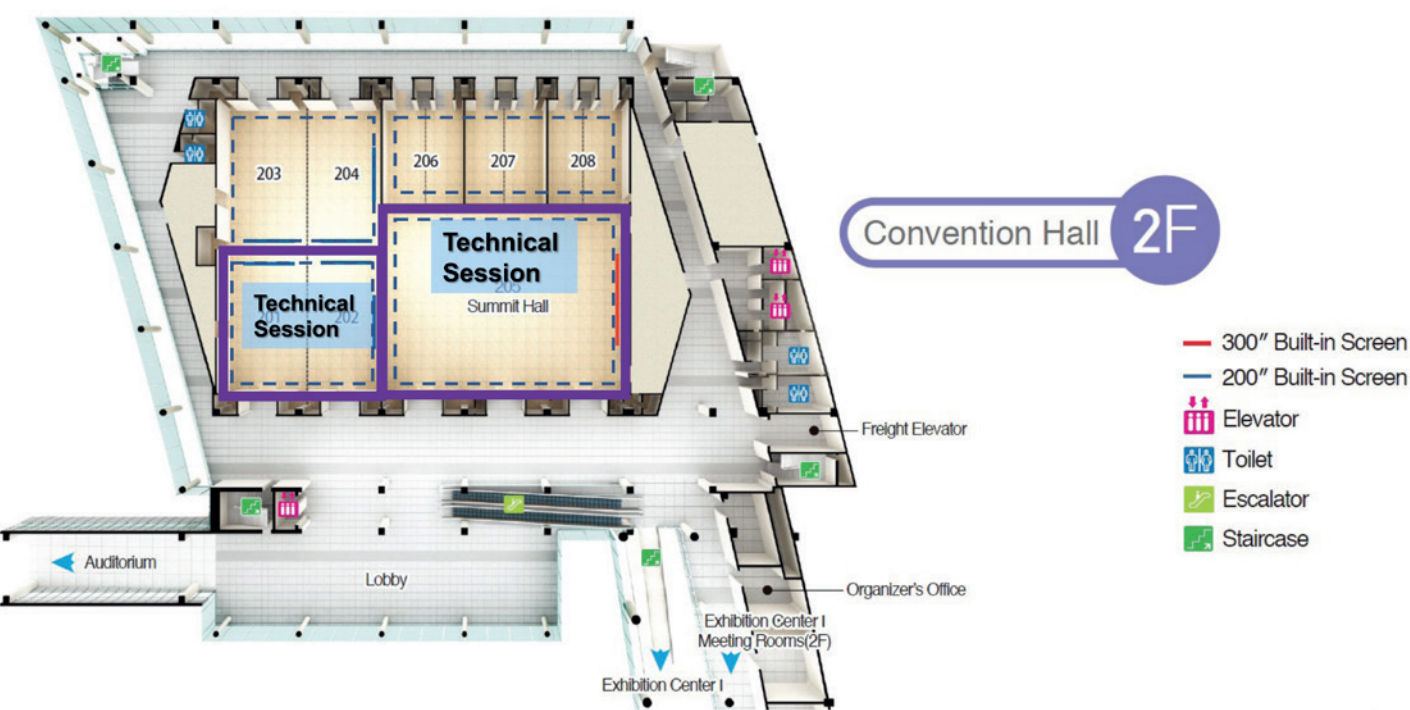 203
204
206
207
208
Technical
Session
205
Summit Hall
Technical
Session
201
202
Convention Hall 2F
300" Built-in Screen
200" Built-in Screen
Elevator
Toilet
Escalator
Staircase
Freight Elevator
Auditorium
Lobby
Organizer's Office
Exhibition Center I
Meeting Rooms(2F)
Exhibition Center I